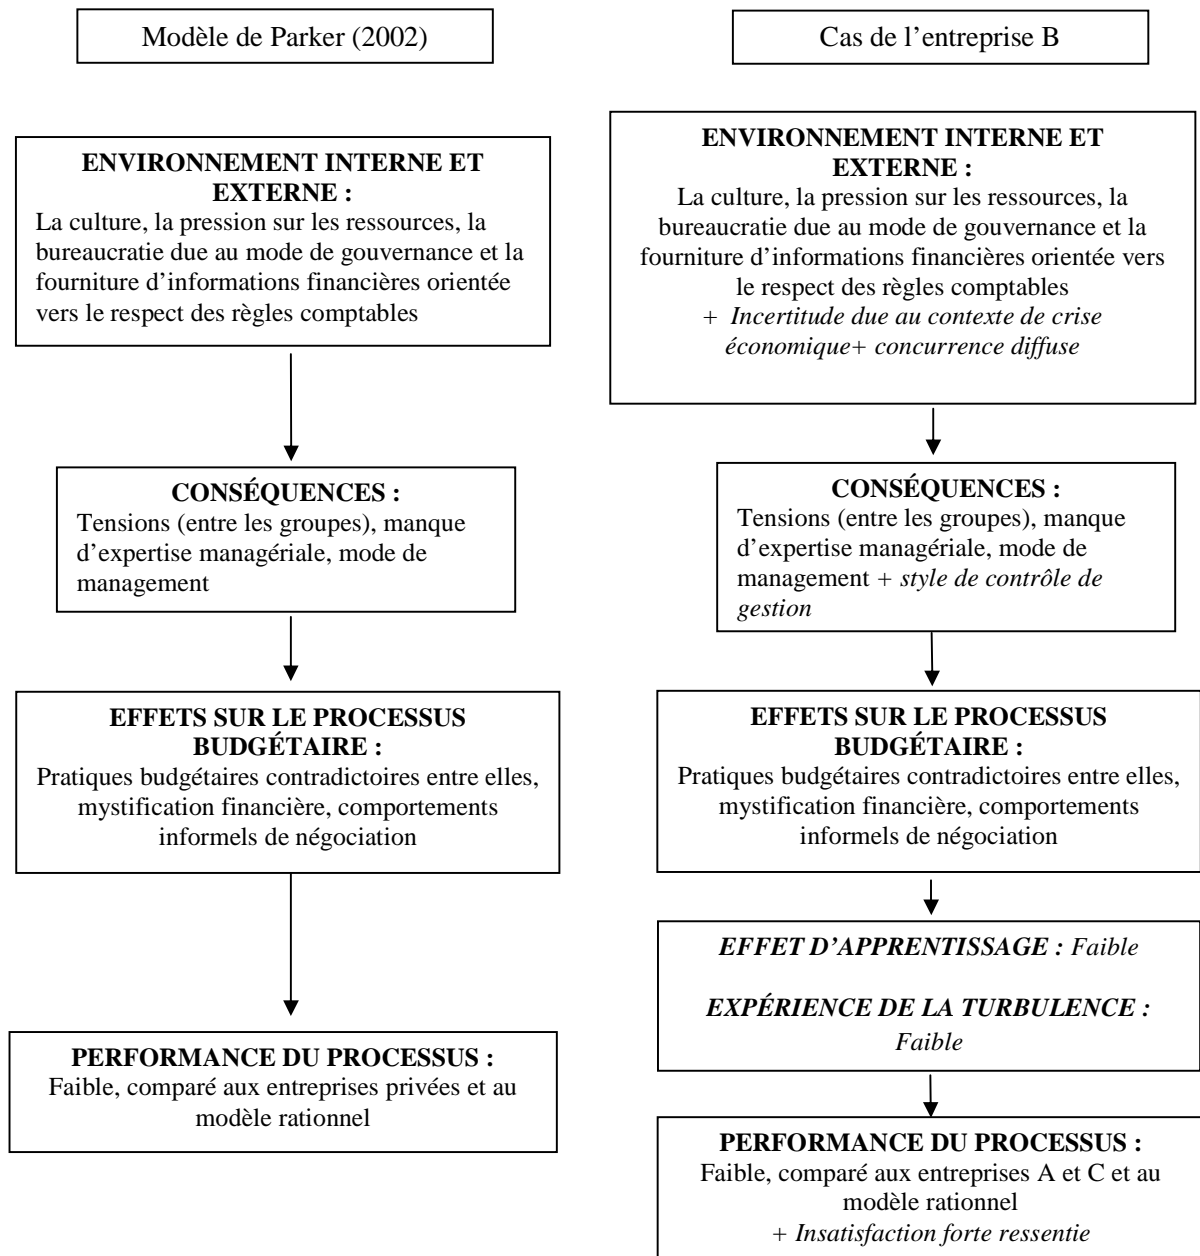 Modèle de Parker (2002)
ENVIRONNEMENT INTERNE ET
EXTERNE :
La culture, la pression sur les ressources, la
bureaucratie due au mode de gouvernance et la
fourniture d’informations financières orientée
vers le respect des règles comptables
CONSÉQUENCES :
Tensions (entre les groupes), manque
d’expertise managériale, mode de
management
EFFETS SUR LE PROCESSUS
BUDGÉTAIRE :
Pratiques budgétaires contradictoires entre elles,
mystification financière, comportements
informels de négociation
PERFORMANCE DU PROCESSUS :
Faible, comparé aux entreprises privées et au
modèle rationnel
Cas de l’entreprise B
ENVIRONNEMENT INTERNE ET
EXTERNE :
La culture, la pression sur les ressources, la
bureaucratie due au mode de gouvernance et la
fourniture d’informations financières orientée vers
le respect des règles comptables
+ Incertitude due au contexte de crise
économique+ concurrence diffuse
CONSÉQUENCES :
Tensions (entre les groupes), manque
d’expertise managériale, mode de
management + style de contrôle de
gestion
EFFETS SUR LE PROCESSUS
BUDGÉTAIRE :
Pratiques budgétaires contradictoires entre elles,
mystification financière, comportements
informels de négociation
EFFET D’APPRENTISSAGE : Faible
EXPÉRIENCE DE LA TURBULENCE :
Faible
PERFORMANCE DU PROCESSUS :
Faible, comparé aux entreprises A et C et au
modèle rationnel
+ Insatisfaction forte ressentie